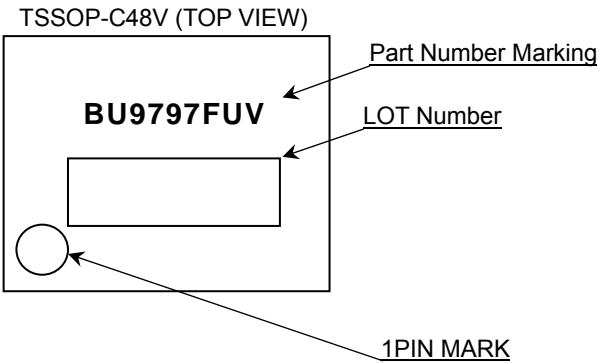 TSSOP-C48V (TOP VIEW)
Part Number Marking
BU9797FUV
LOT Number
1PIN MARK